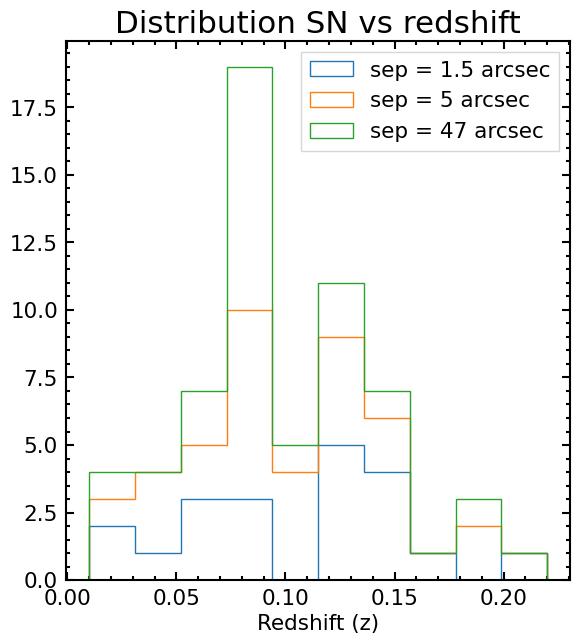 Distribution SN vs redshift
sep = 1.5 arcsec
sep = 5 arcsec
sep = 47 arcsec
17.5
15.0
12.5
10.0
7.5
5.0
2.5
0.0
0.00 0.05 0.10 0.15 0.20
Redshift (z)